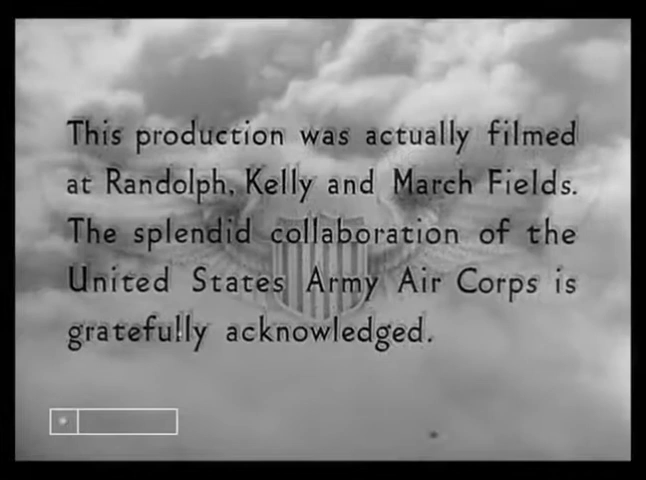 This production was actually filmed
at Randolph, Kelly and March Fields.
The splendid collaboration of the
United States Army Air Corps is
gratefully acknowledged.